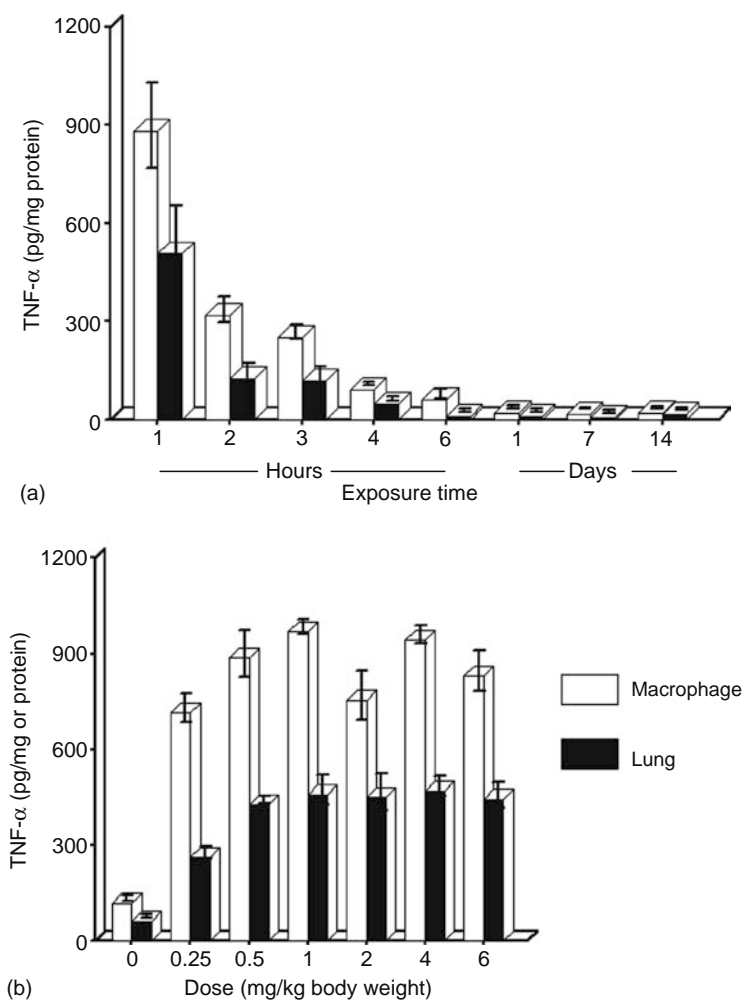 1200
900
600
300
0
TNF-α (pg/mg protein)
1 2 3 4 6 1 7 14
Hours Days
Exposure time
(a)
1200
900
600
300
0
TNF-α (pg/mg or protein)
Macrophage
Lung
0 0.25 0.5 1 2 4 6
Dose (mg/kg body weight)
(b)